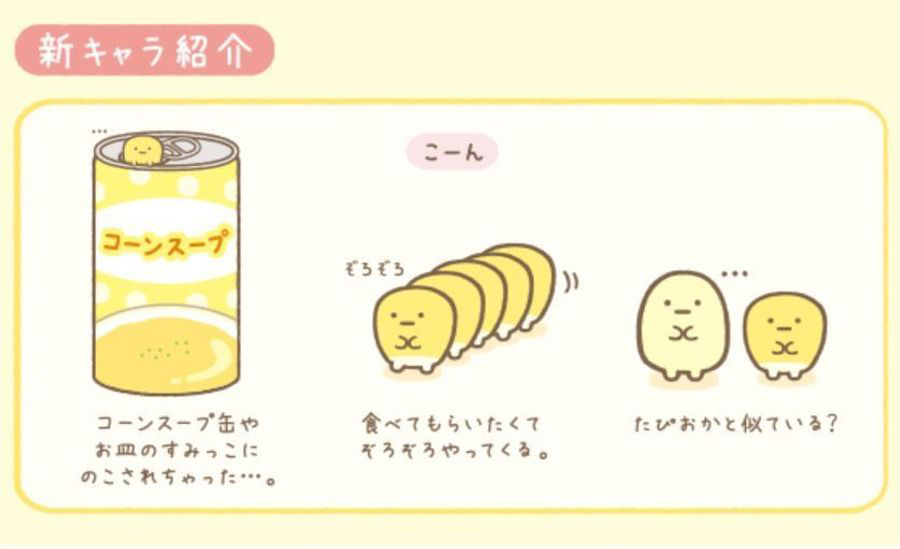 新キャラ紹介
…
コーンスープ
コーンスープ缶や
お皿のすみっこに
のこされちゃった…。
こーん
ぞろぞろ
食べてもらいたくて
ぞろぞろやってくる。
…
たぴおかと似ている?